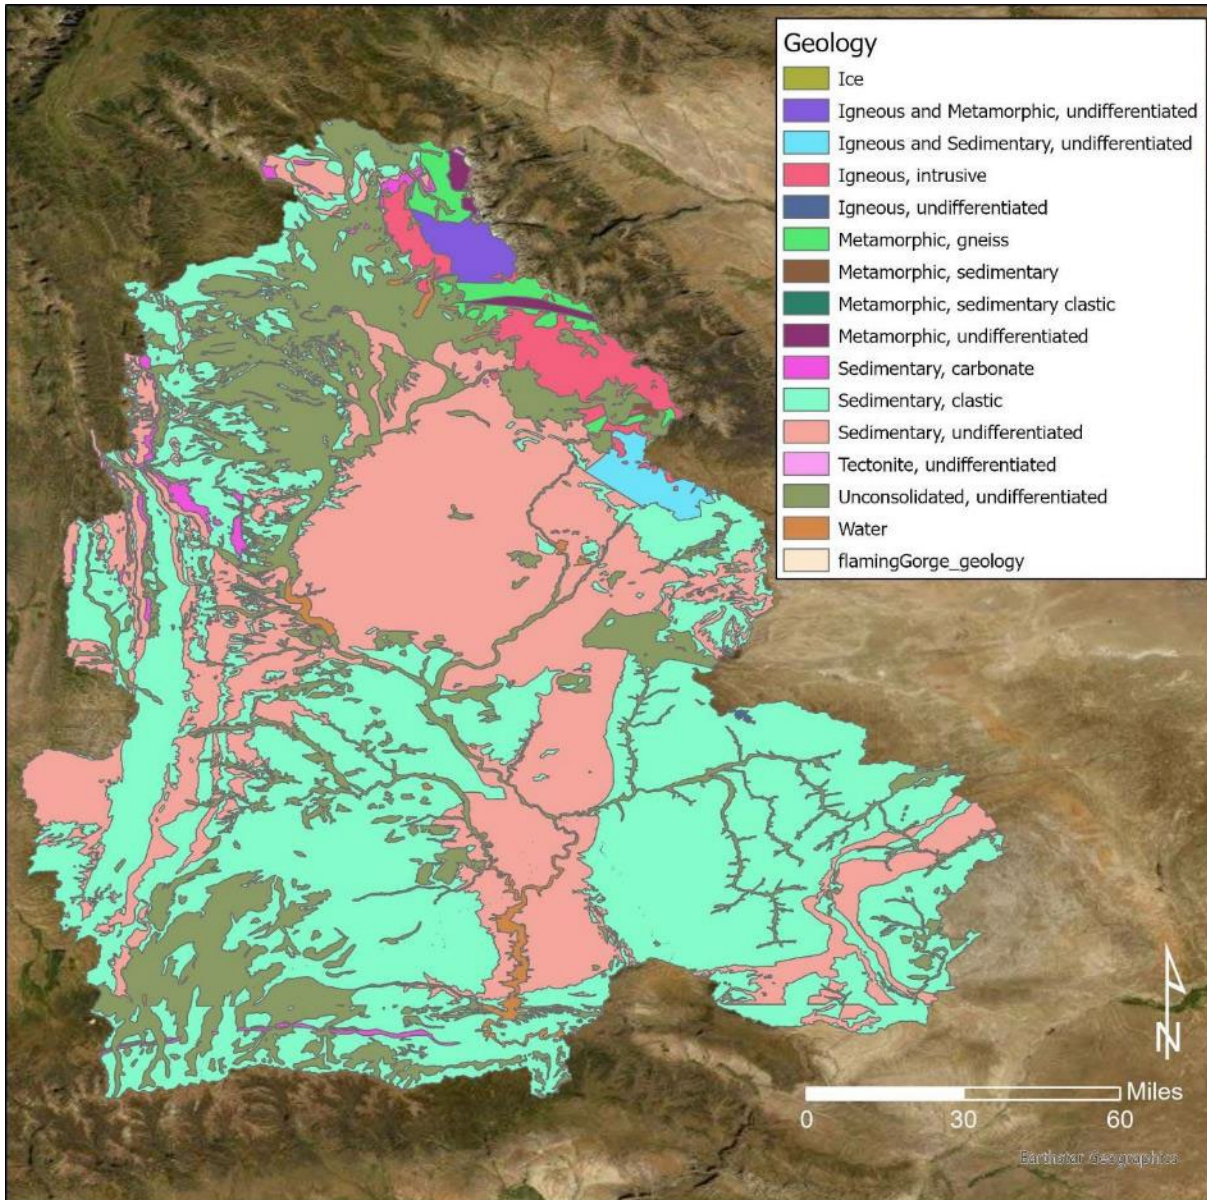 Geology
Ice
Igneous and Metamorphic, undifferentiated
Igneous and Sedimentary, undifferentiated
Igneous, intrusive
Igneous, undifferentiated
Metamorphic, gneiss
Metamorphic, sedimentary
Metamorphic, sedimentary clastic
Metamorphic, undifferentiated
Sedimentary, carbonate
Sedimentary, clastic
Sedimentary, undifferentiated
Tectonite, undifferentiated
Unconsolidated, undifferentiated
Water
flamingGorge_geology
N
Miles
0 30 60
Earthstar Geographics